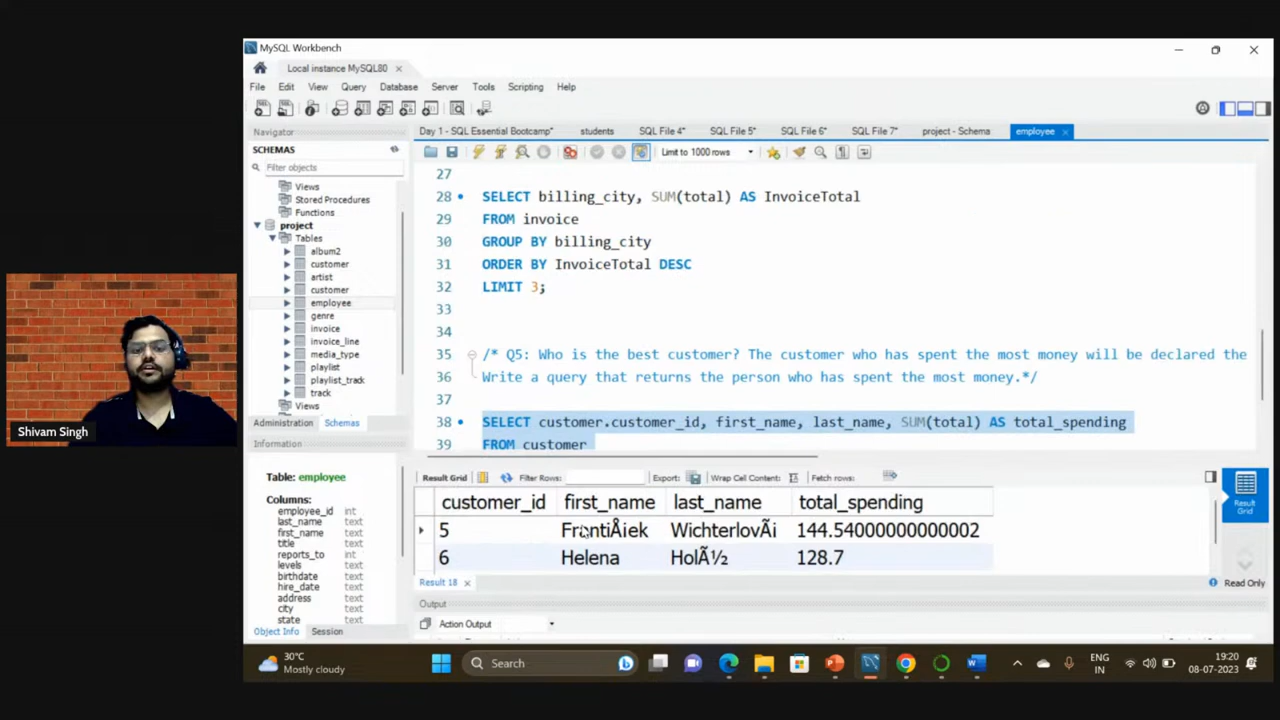 MySQL Workbench
Local instance MySQL80 ×
File Edit View Query Database Server Tools Scripting Help
Navigator
SCHEMAS
Filter objects
Views
Stored Procedures
Functions
project
Tables
album2
customer
artist
customer
employee
genre
invoice
invoice_line
media_type
playlist
playlist_track
track
Views
Administration Schemas
Information
Table: employee
Columns:
employee_id int
last_name text
first_name text
title text
reports_to int
levels text
birthdate text
hire_date text
address text
city text
state text
Object Info Session
Day 1 - SQL Essential Bootcamp* students SQL File 4* SQL File 5* SQL File 6* SQL File 7* project - Schema employee ×
Limit to 1000 rows
27
28 SELECT billing_city, SUM(total) AS InvoiceTotal
29 FROM invoice
30 GROUP BY billing_city
31 ORDER BY InvoiceTotal DESC
32 LIMIT 3;
33
34
35 /* Q5: Who is the best customer? The customer who has spent the most money will be declared the
36 Write a query that returns the person who has spent the most money.*/
37
38 SELECT customer.customer_id, first_name, last_name, SUM(total) AS total_spending
39 FROM customer
Result Grid Filter Rows: Export: Wrap Cell Content: Fetch rows:
customer_id first_name last_name total_spending
5 WichterlovÃ¡ 144.54000000000002
6 Helena HolÃ½ 128.7
Result Grid
Result 18 × Read Only
Output
Action Output
Shivam Singh
30°C
Mostly cloudy
Search
ENG
IN
19:20
08-07-2023